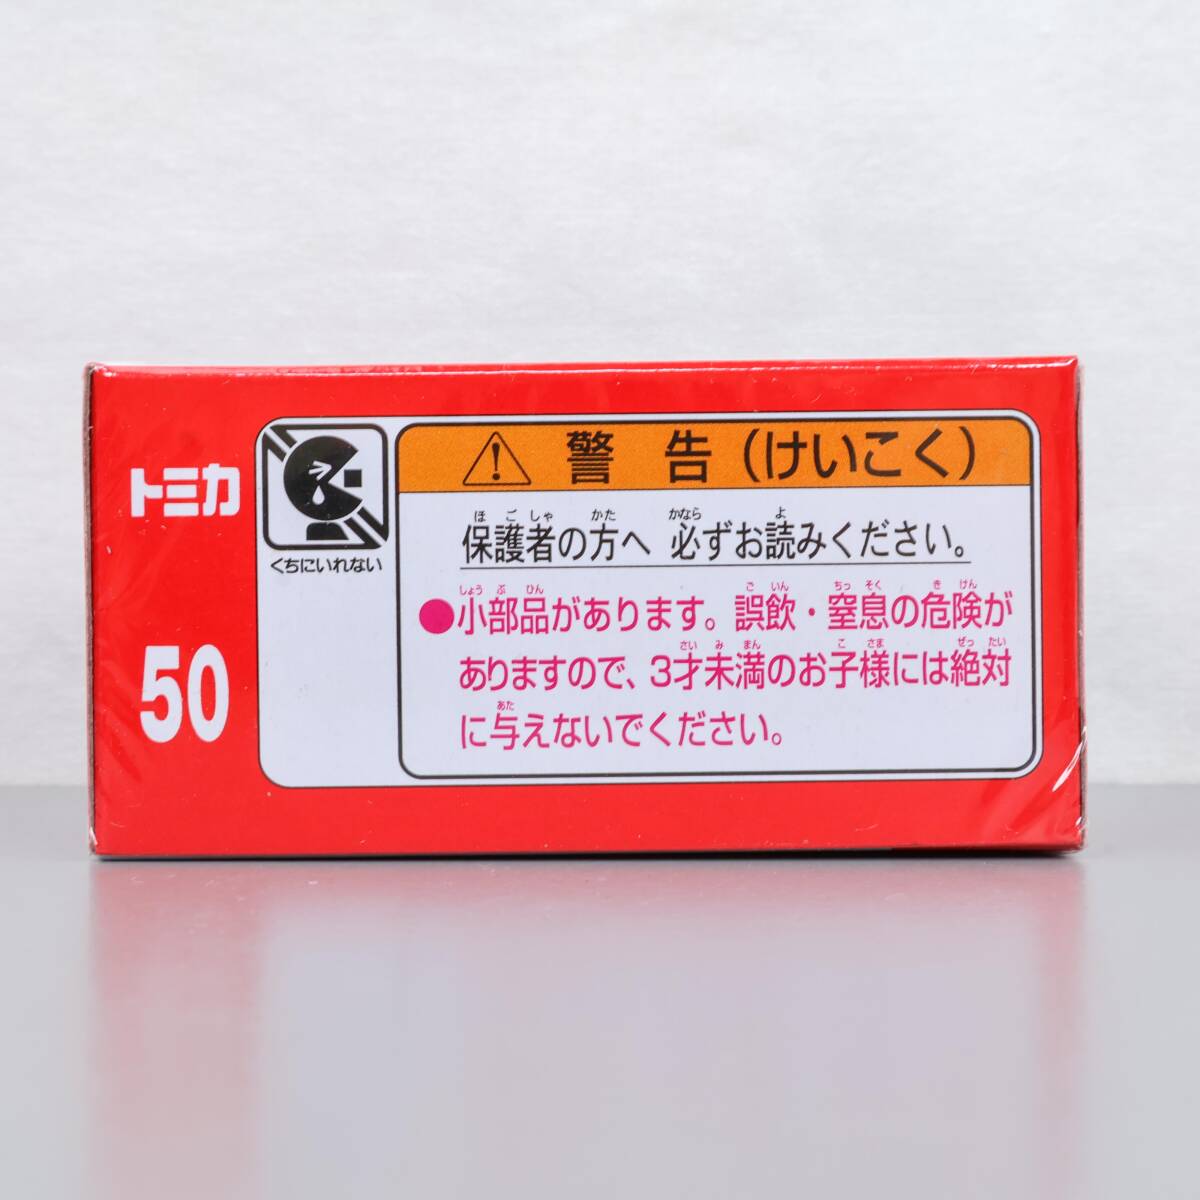 トミカ
50
くちにいれない
警告(けいこく)
ほごしゃ かた かなら よ
保護者の方へ 必ずお読みください。
しょうぶひん ごいん ちっそく きけん
●小部品があります。誤飲・窒息の危険が
さいみまん こさま ぜったい
ありますので、3才未満のお子様には絶対
あた
に与えないでください。